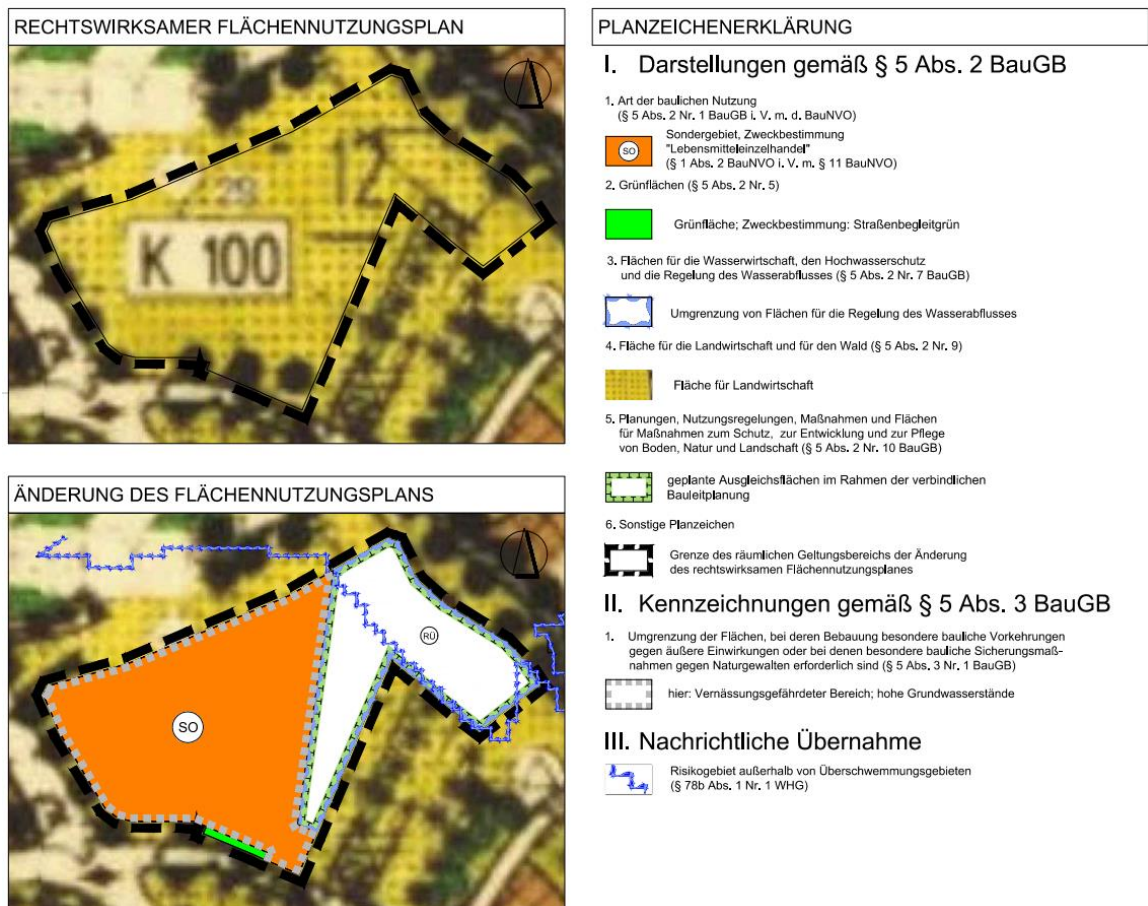 RECHTSWIRKSAMER FLÄCHENNUTZUNGSPLAN
29
12
K 100
ÄNDERUNG DES FLÄCHENNUTZUNGSPLANS
RÜ
SO
PLANZEICHENERKLÄRUNG
I. Darstellungen gemäß § 5 Abs. 2 BauGB
1. Art der baulichen Nutzung
(§ 5 Abs. 2 Nr. 1 BauGB i. V. m. d. BauNVO)
SO
Sondergebiet, Zweckbestimmung
"Lebensmitteleinzelhandel"
(§ 1 Abs. 2 BauNVO i. V. m. § 11 BauNVO)
2. Grünflächen (§ 5 Abs. 2 Nr. 5)
Grünfläche; Zweckbestimmung: Straßenbegleitgrün
3. Flächen für die Wasserwirtschaft, den Hochwasserschutz
und die Regelung des Wasserabflusses (§ 5 Abs. 2 Nr. 7 BauGB)
Umgrenzung von Flächen für die Regelung des Wasserabflusses
4. Fläche für die Landwirtschaft und für den Wald (§ 5 Abs. 2 Nr. 9)
Fläche für Landwirtschaft
5. Planungen, Nutzungsregelungen, Maßnahmen und Flächen
für Maßnahmen zum Schutz, zur Entwicklung und zur Pflege
von Boden, Natur und Landschaft (§ 5 Abs. 2 Nr. 10 BauGB)
geplante Ausgleichsflächen im Rahmen der verbindlichen
Bauleitplanung
6. Sonstige Planzeichen
Grenze des räumlichen Geltungsbereichs der Änderung
des rechtswirksamen Flächennutzungsplanes
II. Kennzeichnungen gemäß § 5 Abs. 3 BauGB
1. Umgrenzung der Flächen, bei deren Bebauung besondere bauliche Vorkehrungen
gegen äußere Einwirkungen oder bei denen besondere bauliche Sicherungsmaß-
nahmen gegen Naturgewalten erforderlich sind (§ 5 Abs. 3 Nr. 1 BauGB)
hier: Vernässungsgefährdeter Bereich; hohe Grundwasserstände
III. Nachrichtliche Übernahme
Risikogebiet außerhalb von Überschwemmungsgebieten
(§ 78b Abs. 1 Nr. 1 WHG)